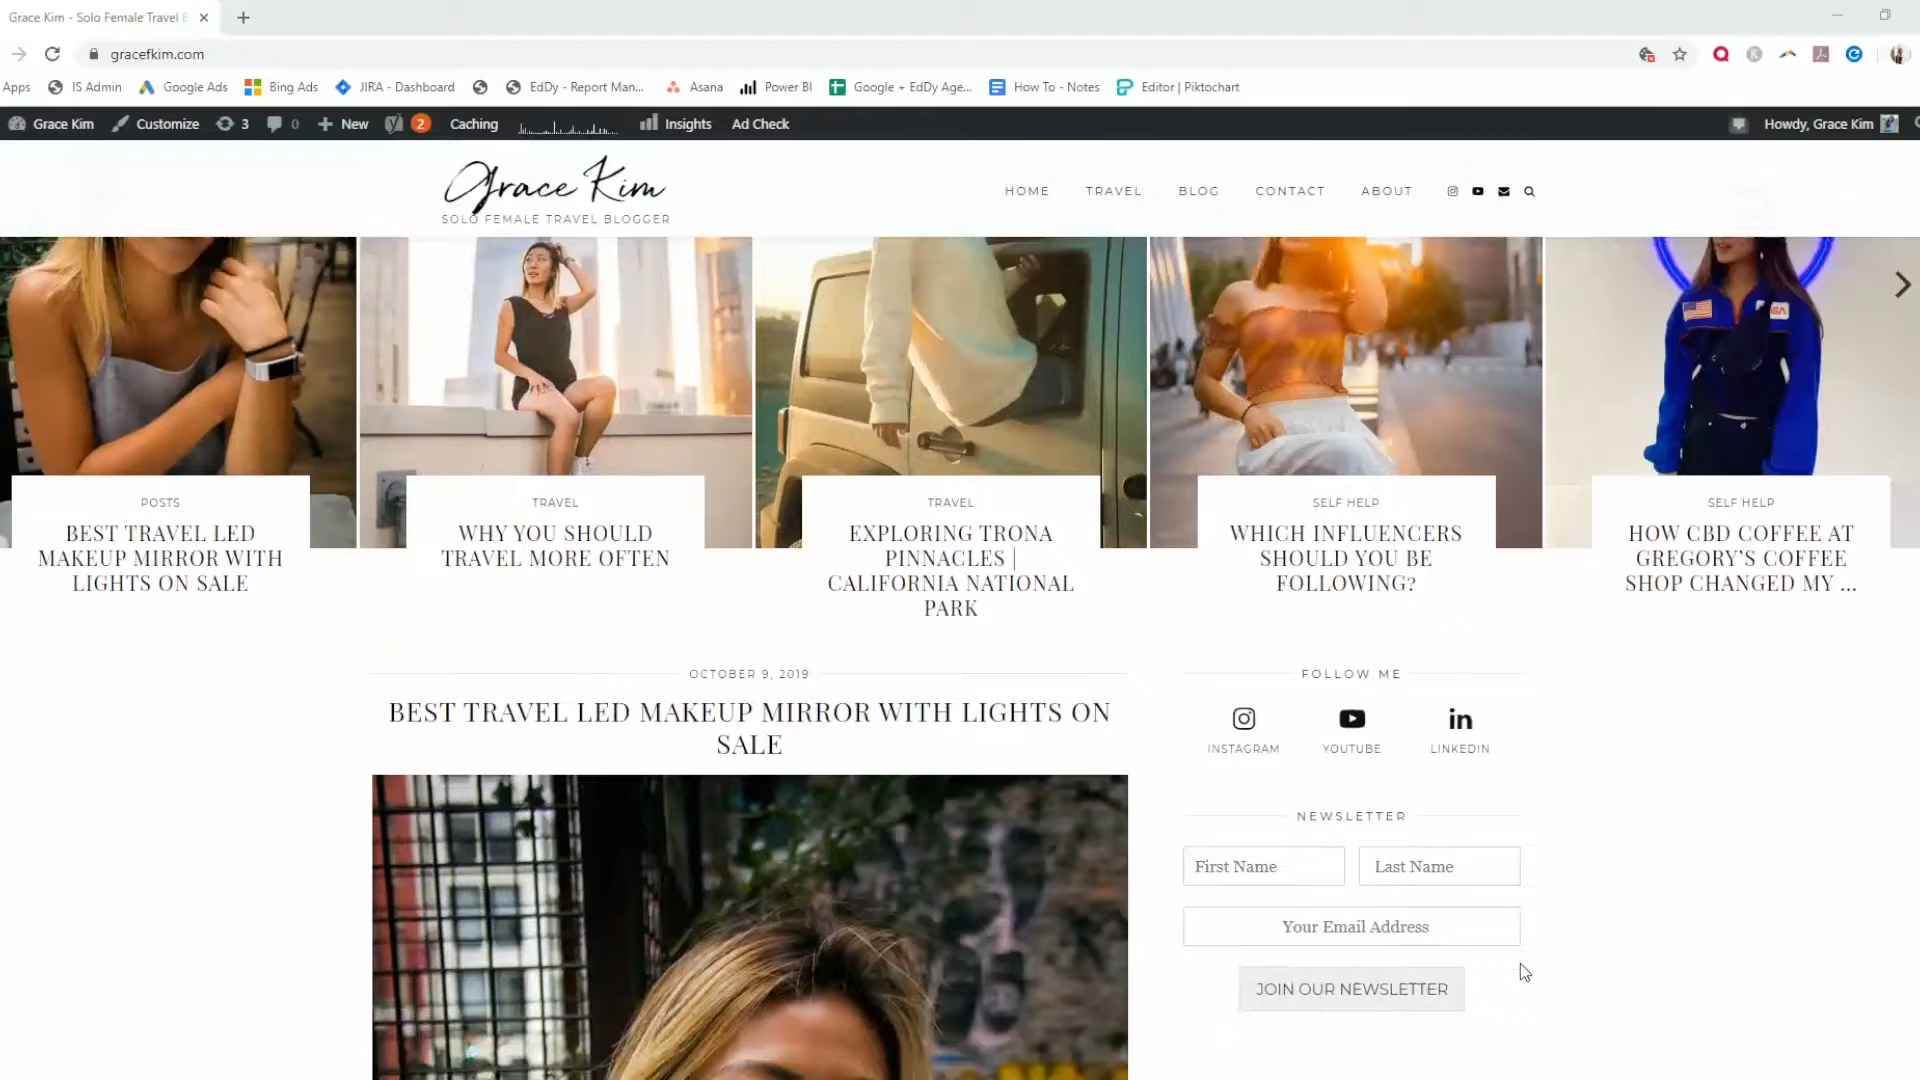 Grace Kim - Solo Female Travel B
gracefkim.com
Apps IS Admin Google Ads Bing Ads JIRA - Dashboard EdDy - Report Man... Asana Power BI Google + EdDy Age... How To - Notes Editor | Piktochart
Grace Kim Customize 3 0 New 2 Caching Insights Ad Check Howdy, Grace Kim
Grace Kim
SOLO FEMALE TRAVEL BLOGGER
HOME TRAVEL BLOG CONTACT ABOUT
POSTS
BEST TRAVEL LED
MAKEUP MIRROR WITH
LIGHTS ON SALE
TRAVEL
WHY YOU SHOULD
TRAVEL MORE OFTEN
TRAVEL
EXPLORING TRONA
PINNACLES |
CALIFORNIA NATIONAL
PARK
SELF HELP
WHICH INFLUENCERS
SHOULD YOU BE
FOLLOWING?
SELF HELP
HOW CBD COFFEE AT
GREGORY’S COFFEE
SHOP CHANGED MY ...
OCTOBER 9, 2019
BEST TRAVEL LED MAKEUP MIRROR WITH LIGHTS ON
SALE
FOLLOW ME
INSTAGRAM YOUTUBE LINKEDIN
NEWSLETTER
First Name Last Name
Your Email Address
JOIN OUR NEWSLETTER